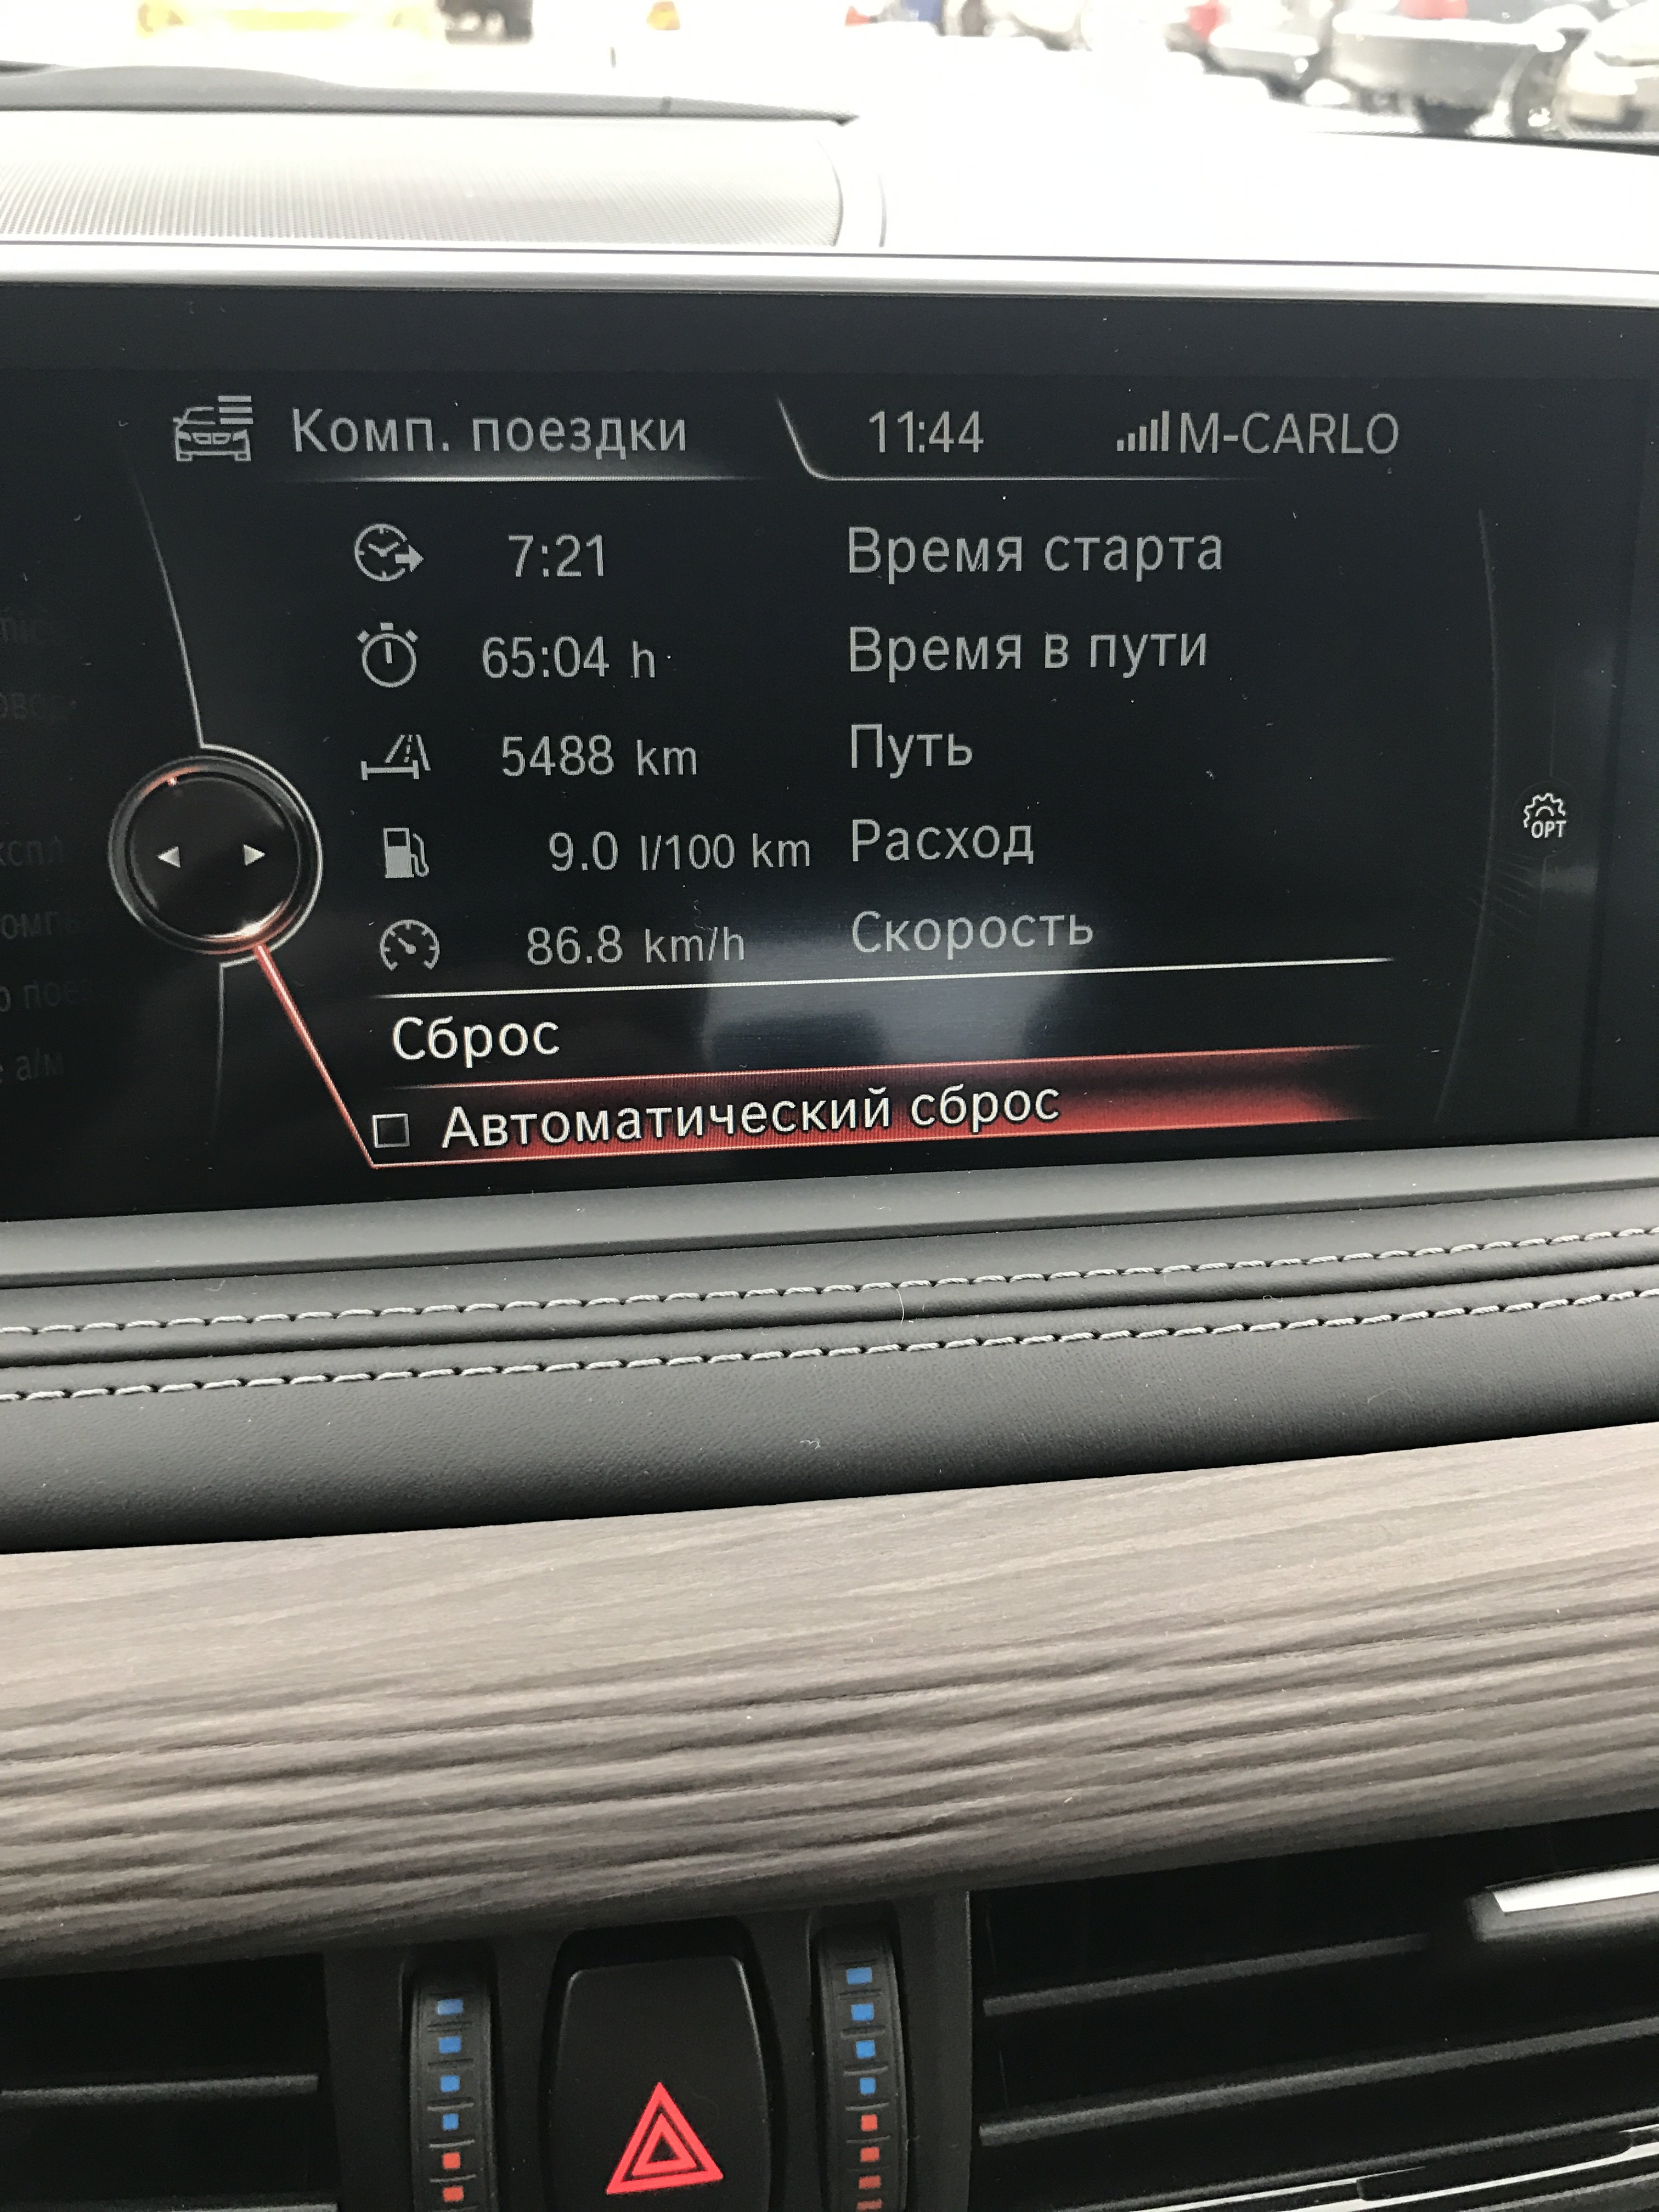 Комп. поездки 11:44 M-CARLO
7:21 Время старта
65:04 h Время в пути
5488 km Путь
9.0 l/100 km Расход
OPT
86.8 km/h Скорость
Сброс
Автоматический сброс